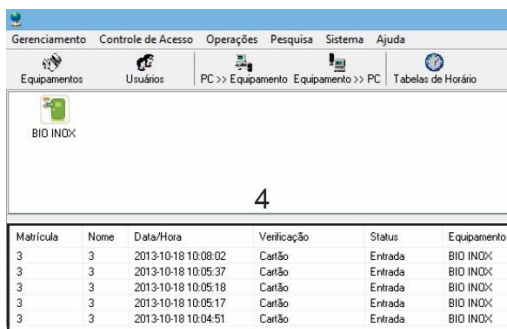 Gerenciamento Controle de Acesso Operações Pesquisa Sistema Ajuda
Equipamentos Usuários PC >> Equipamento Equipamento >> PC Tabelas de Horário
BIO INOX
4
Matrícula Nome Data/Hora Verificação Status Equipamento
3 3 2013-10-18 10:08:02 Cartão Entrada BIO INOX
3 3 2013-10-18 10:05:37 Cartão Entrada BIO INOX
3 3 2013-10-18 10:05:18 Cartão Entrada BIO INOX
3 3 2013-10-18 10:05:17 Cartão Entrada BIO INOX
3 3 2013-10-18 10:04:51 Cartão Entrada BIO INOX